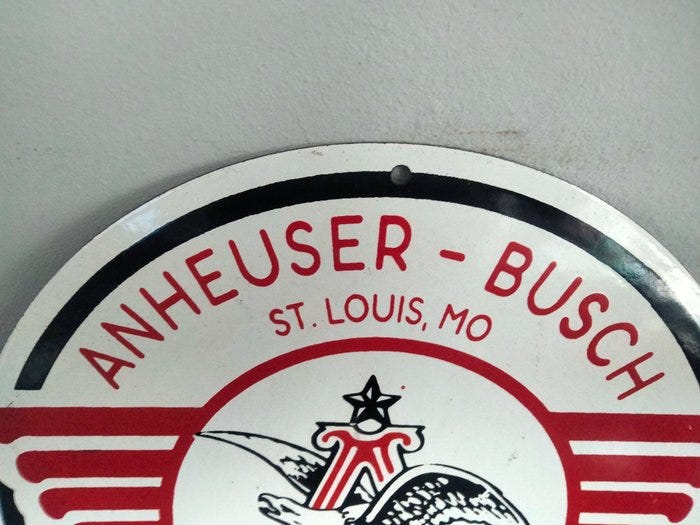 ANHEUSER - BUSCH
ST. LOUIS, MO
A